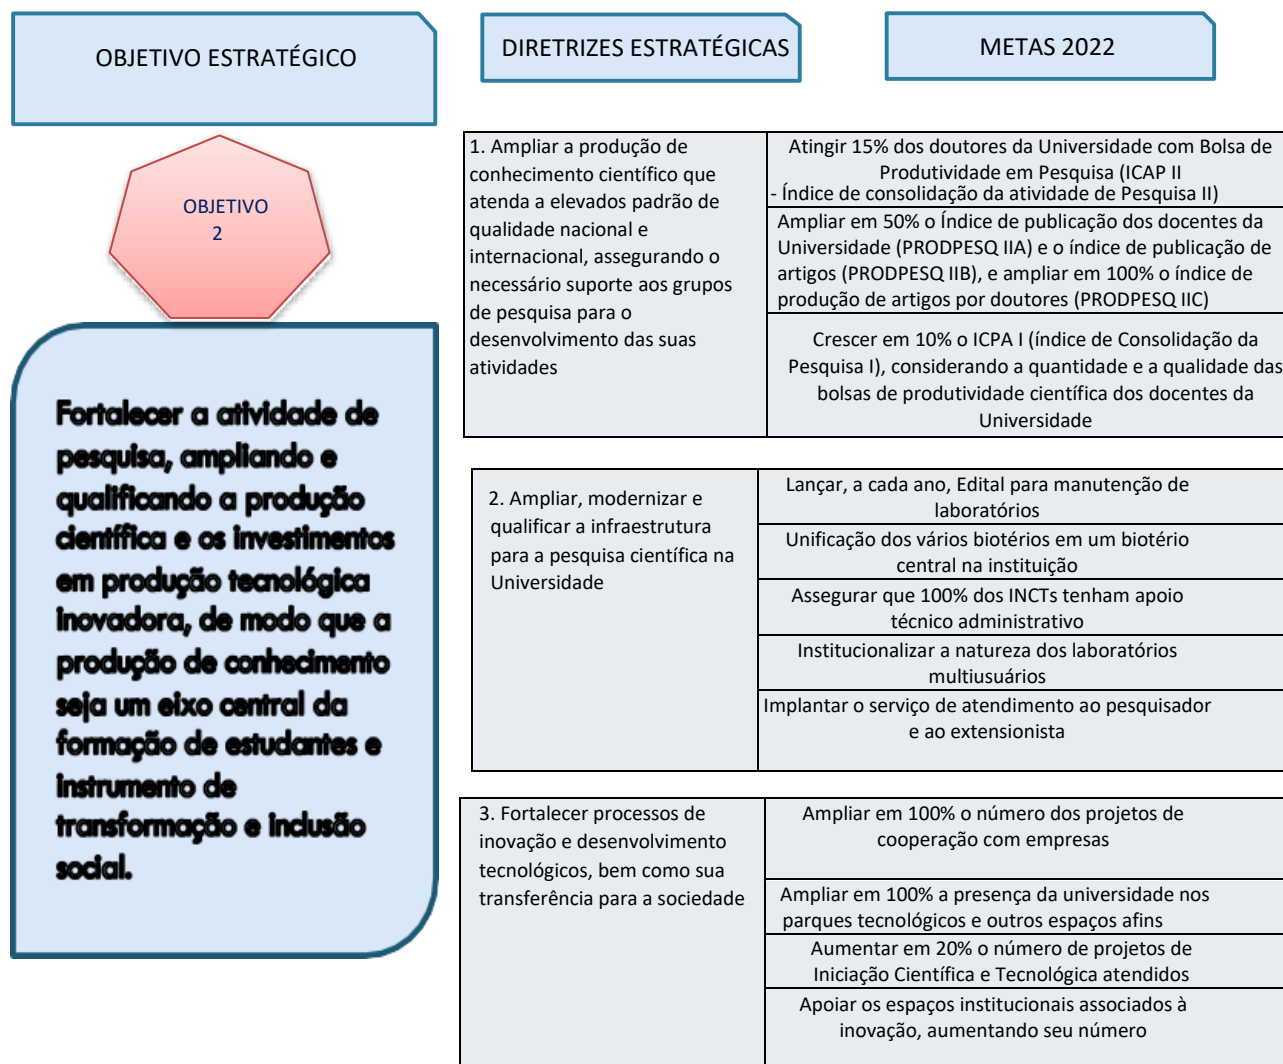 OBJETIVO ESTRATÉGICO
DIRETRIZES ESTRATÉGICAS
METAS 2022
OBJETIVO
2
Fortalecer a atividade de
pesquisa, ampliando e
qualificando a produção
científica e os investimentos
em produção tecnológica
inovadora, de modo que a
produção de conhecimento
seja um eixo central da
formação de estudantes e
instrumento de
transformação e inclusão
social.
1. Ampliar a produção de
conhecimento científico que
atenda a elevados padrão de
qualidade nacional e
internacional, assegurando o
necessário suporte aos grupos
de pesquisa para o
desenvolvimento das suas
atividades
Atingir 15% dos doutores da Universidade com Bolsa de
Produtividade em Pesquisa (ICAP II
- Índice de consolidação da atividade de Pesquisa II)
Ampliar em 50% o Índice de publicação dos docentes da
Universidade (PRODPESQ IIA) e o índice de publicação de
artigos (PRODPESQ IIB), e ampliar em 100% o índice de
produção de artigos por doutores (PRODPESQ IIC)
Crescer em 10% o ICPA I (índice de Consolidação da
Pesquisa I), considerando a quantidade e a qualidade das
bolsas de produtividade científica dos docentes da
Universidade
2. Ampliar, modernizar e
qualificar a infraestrutura
para a pesquisa científica na
Universidade
Lançar, a cada ano, Edital para manutenção de
laboratórios
Unificação dos vários biotérios em um biotério
central na instituição
Assegurar que 100% dos INCTs tenham apoio
técnico administrativo
Institucionalizar a natureza dos laboratórios
multiusuários
Implantar o serviço de atendimento ao pesquisador
e ao extensionista
3. Fortalecer processos de
inovação e desenvolvimento
tecnológicos, bem como sua
transferência para a sociedade
Ampliar em 100% o número dos projetos de
cooperação com empresas
Ampliar em 100% a presença da universidade nos
parques tecnológicos e outros espaços afins
Aumentar em 20% o número de projetos de
Iniciação Científica e Tecnológica atendidos
Apoiar os espaços institucionais associados à
inovação, aumentando seu número